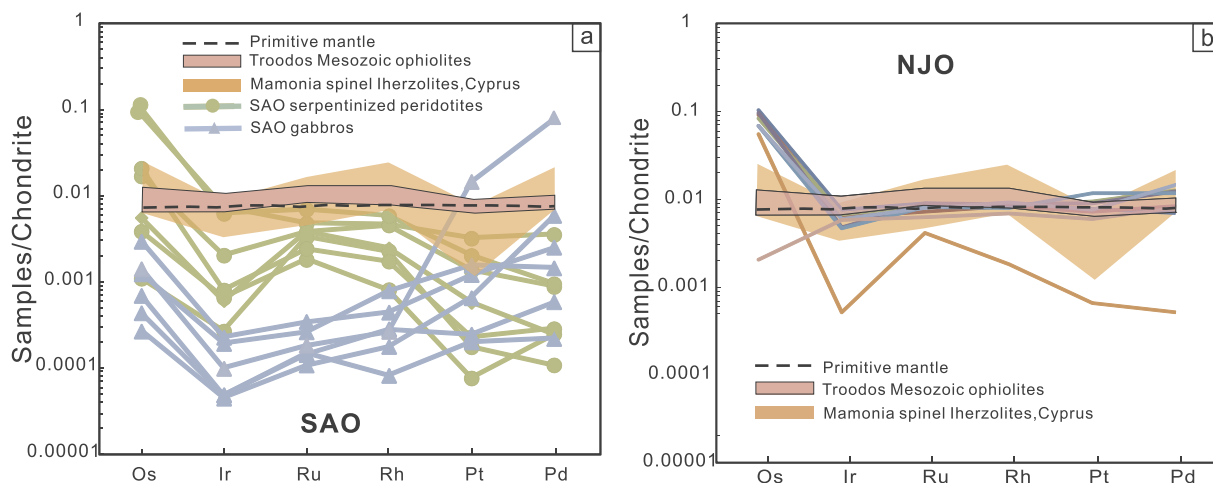 a
Primitive mantle
Troodos Mesozoic ophiolites
Mamonia spinel lherzolites,Cyprus
SAO serpentinized peridotites
SAO gabbros
Samples/Chondrite
1
0.1
0.01
0.001
0.0001
0.00001
SAO
Os Ir Ru Rh Pt Pd
b
NJO
Samples/Chondrite
1
0.1
0.01
0.001
0.0001
0.00001
Primitive mantle
Troodos Mesozoic ophiolites
Mamonia spinel lherzolites,Cyprus
Os Ir Ru Rh Pt Pd